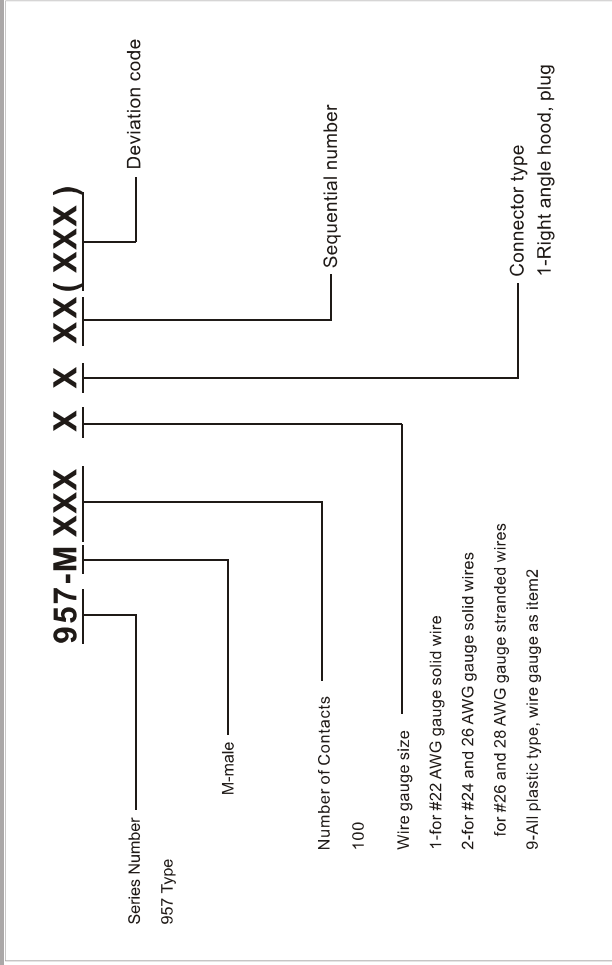 957-M XXX X X XX(XXX)
Deviation code
Sequential number
Connector type
1-Right angle hood, plug
Series Number
957 Type
M-male
Number of Contacts
100
Wire gauge size
1-for #22 AWG gauge solid wire
2-for #24 and 26 AWG gauge solid wires
for #26 and 28 AWG gauge stranded wires
9-All plastic type, wire gauge as item2